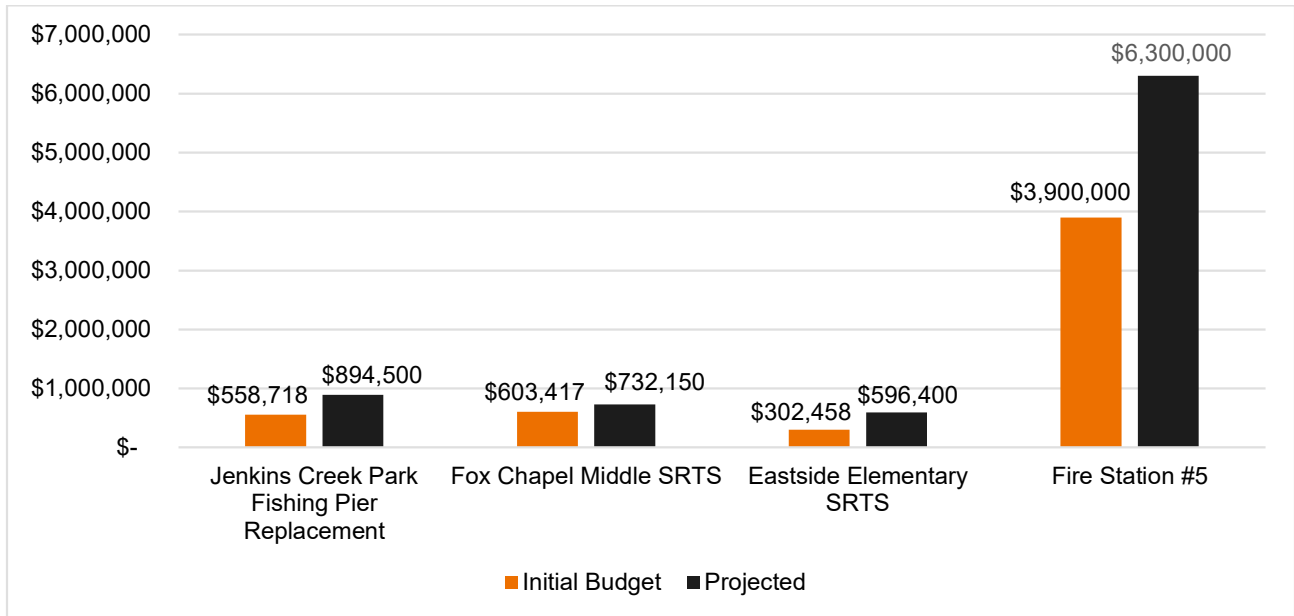 $7,000,000
$6,000,000
$5,000,000
$4,000,000
$3,000,000
$2,000,000
$1,000,000
$-
$558,718
$894,500
$603,417
$732,150
$302,458
$596,400
$3,900,000
$6,300,000
Jenkins Creek Park
Fishing Pier
Replacement
Fox Chapel Middle SRTS
Eastside Elementary
SRTS
Fire Station #5
Initial Budget
Projected